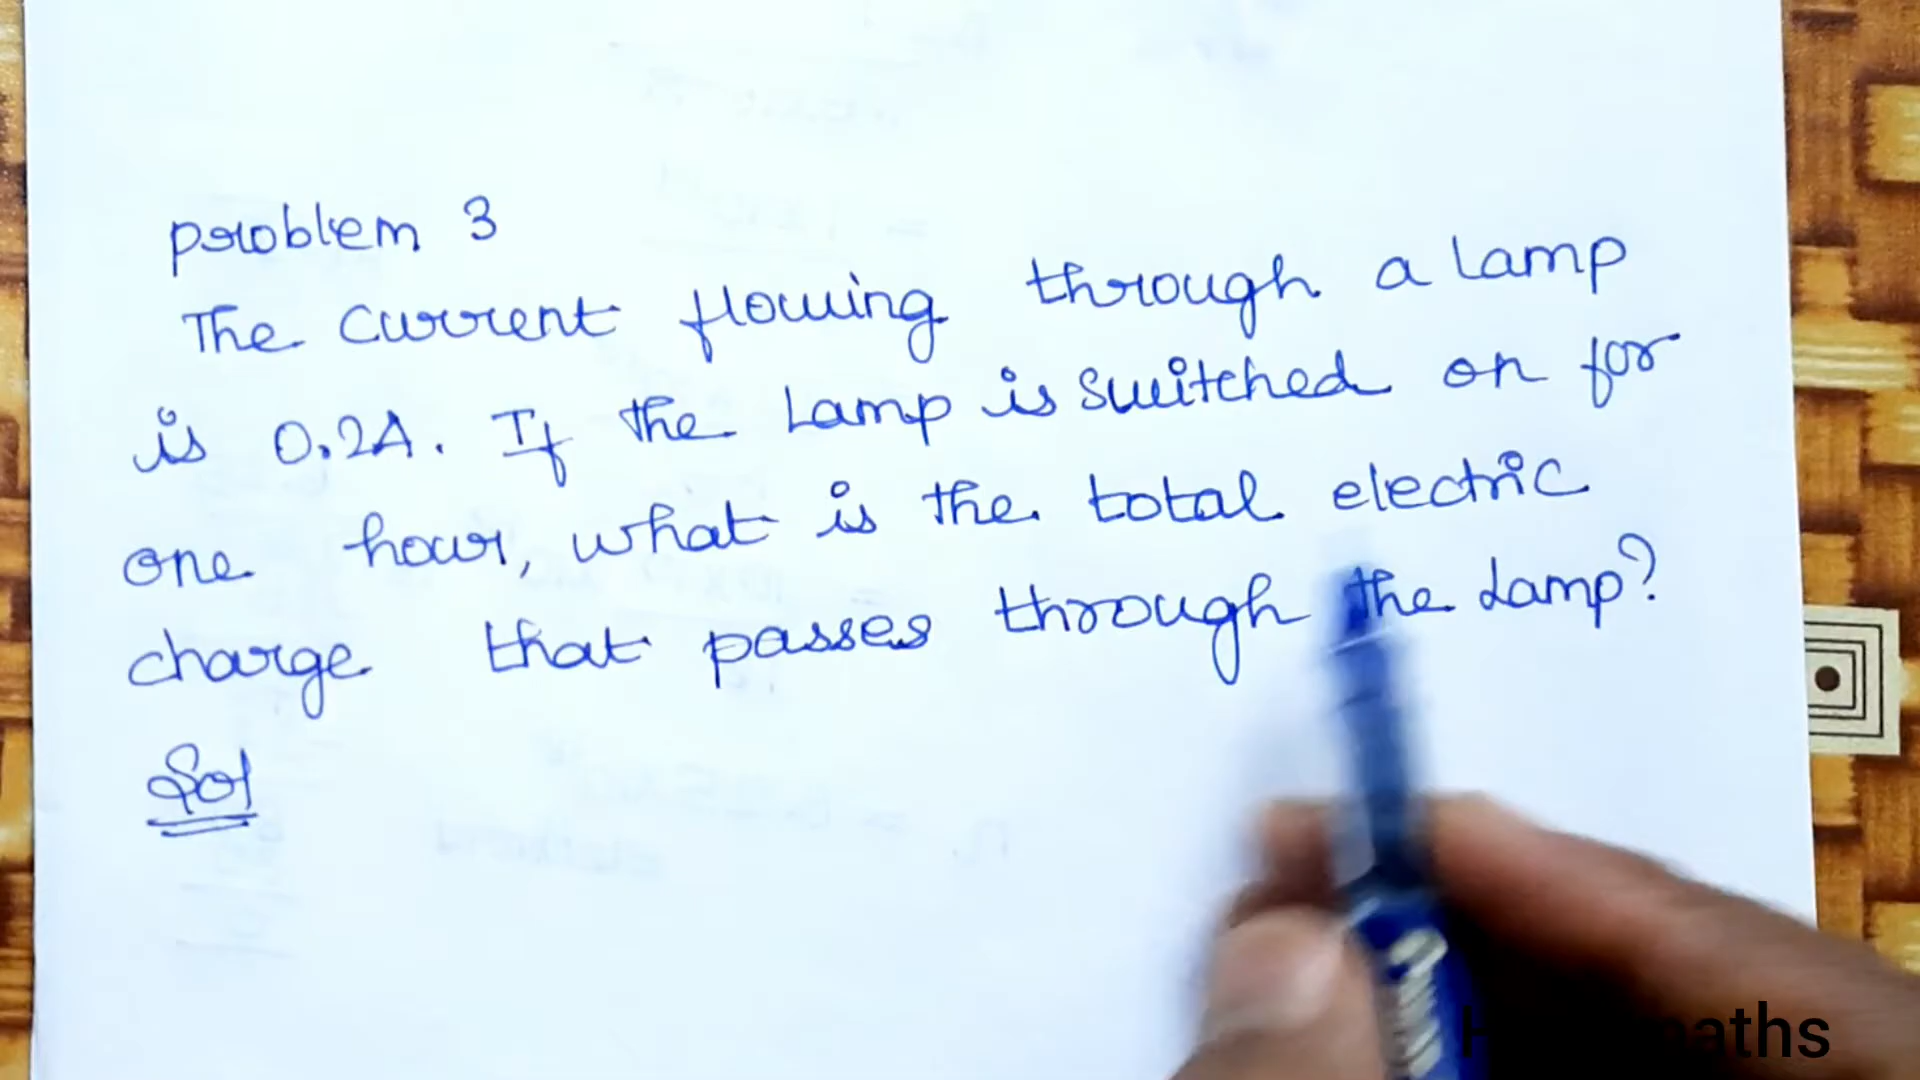 problem 3
The current flowing through a lamp
is 0.2A. If the Lamp is switched on for
one hour, what is the total electric
charge that passes through the Lamp?
Sol